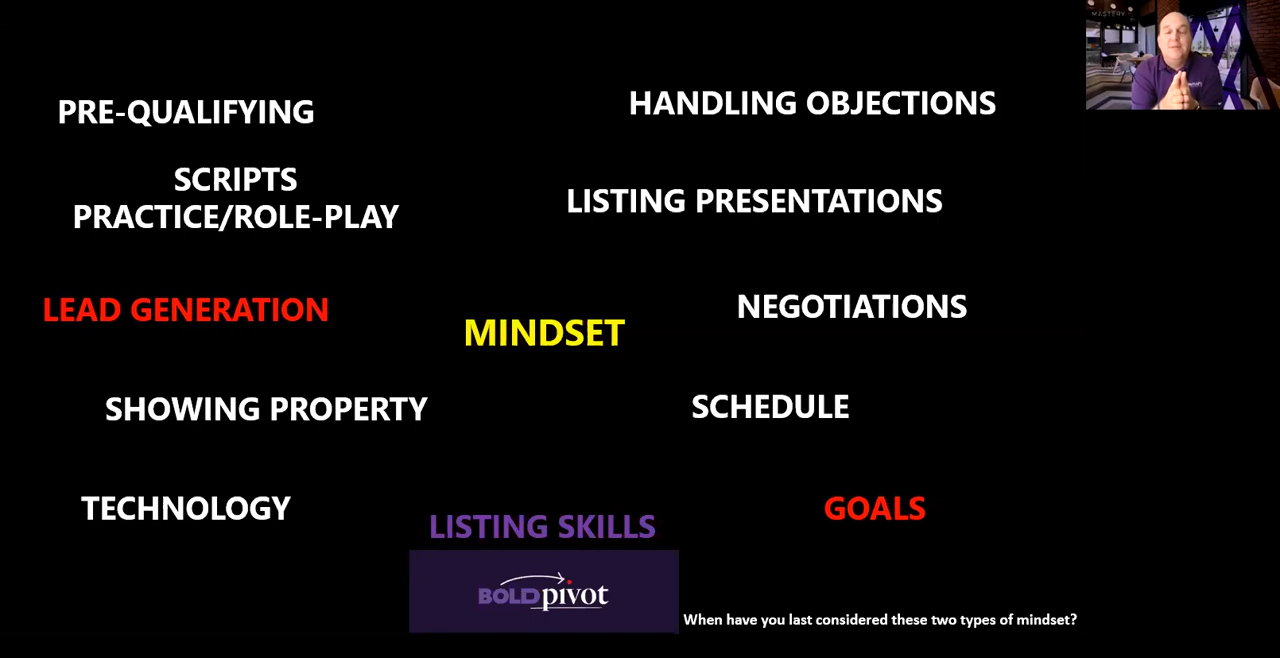 MASTERY
PRE-QUALIFYING
HANDLING OBJECTIONS
SCRIPTS
PRACTICE/ROLE-PLAY
LISTING PRESENTATIONS
LEAD GENERATION
NEGOTIATIONS
MINDSET
SHOWING PROPERTY
SCHEDULE
TECHNOLOGY
GOALS
LISTING SKILLS
BOLDpivot
When have you last considered these two types of mindset?